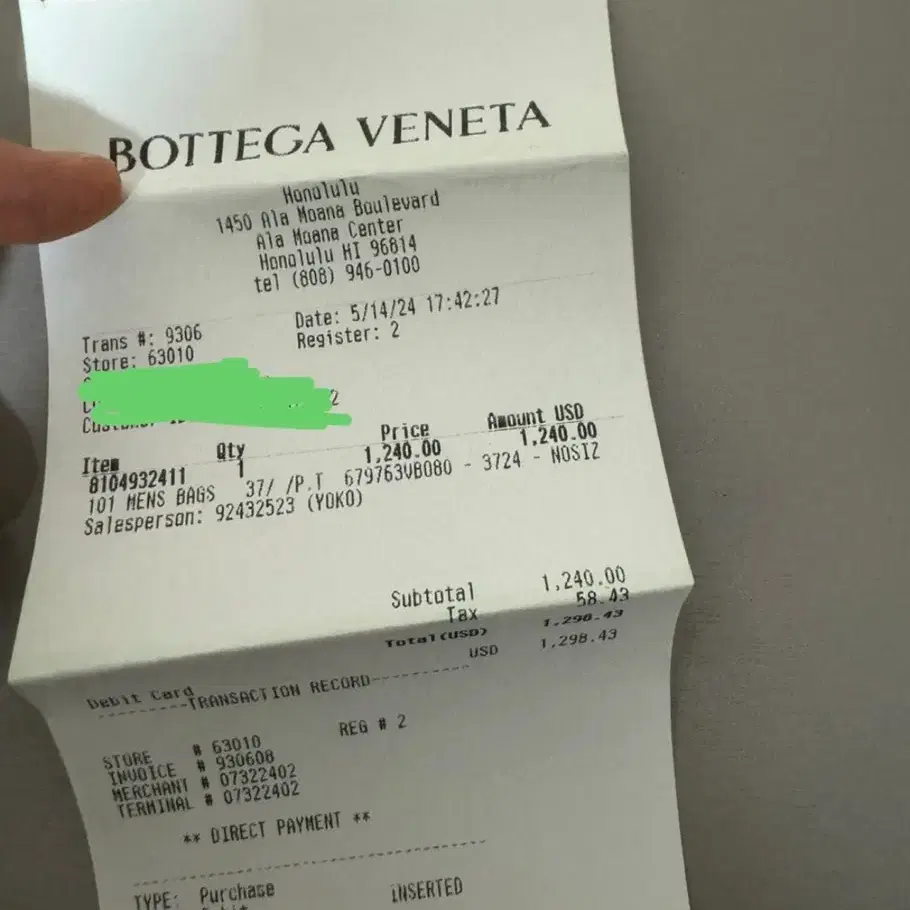 BOTTEGA VENETA
Honolulu
1450 Ala Moana Boulevard
Ala Moana Center
Honolulu HI 96814
tel (808) 946-0100
Trans #: 9306 Date: 5/14/24 17:42:27
Store: 63010 Register: 2
2
Item Qty Price Amount USD
8104932411 1 1,240.00 1,240.00
101 MENS BAGS 37/ /P.T 679763VB080 - 3724 - NOSIZ
Salesperson: 92432523 (YOKO)
Subtotal 1,240.00
Tax 58.43
Total(USD) 1,298.43
USD 1,298.43
Debit Card
---------TRANSACTION RECORD----------
STORE # 63010 REG # 2
INVOICE # 930608
MERCHANT # 07322402
TERMINAL # 07322402
** DIRECT PAYMENT **
TYPE: Purchase INSERTED